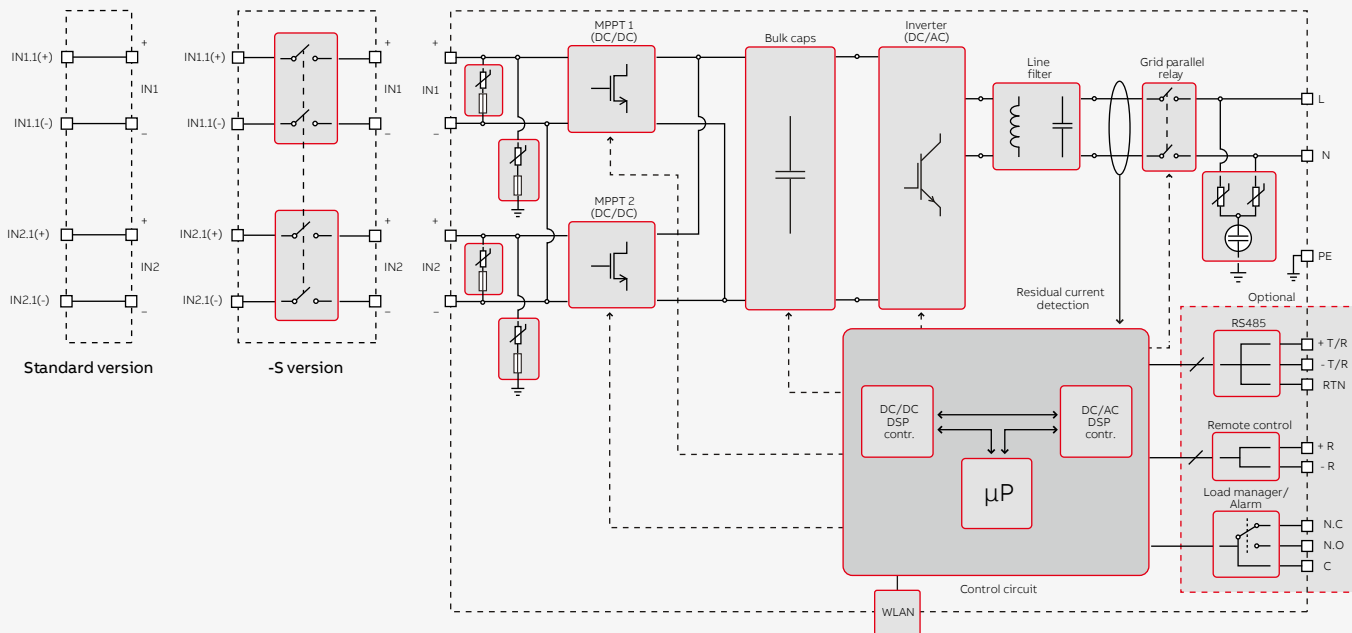 IN1.1(+)
+
IN1
IN1.1(-)
–
IN2.1(+)
+
IN2
IN2.1(-)
–
Standard version
IN1.1(+)
+
IN1
IN1.1(-)
–
IN2.1(+)
+
IN2
IN2.1(-)
–
-S version
+
IN1
–
+
IN2
–
MPPT 1
(DC/DC)
MPPT 2
(DC/DC)
Bulk caps
Inverter
(DC/AC)
Line
filter
Grid parallel
relay
L
N
PE
Residual current
detection
Optional
RS485
+ T/R
- T/R
RTN
Remote control
+ R
- R
Load manager/
Alarm
N.C
N.O
C
DC/DC
DSP
contr.
DC/AC
DSP
contr.
µP
Control circuit
WLAN